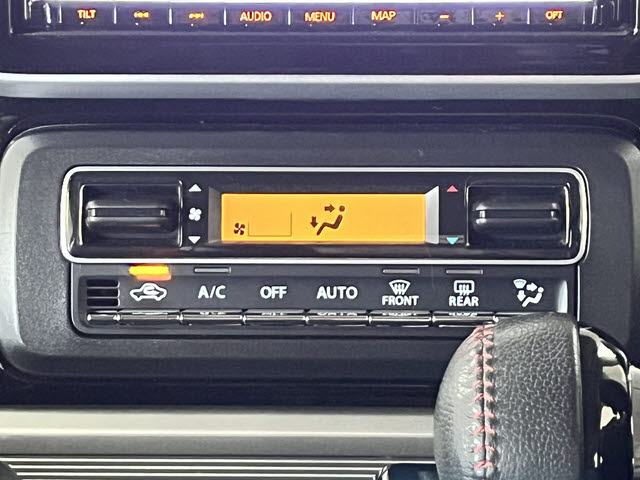 TILT AUDIO MENU MAP − + OPT
A/C OFF AUTO FRONT REAR